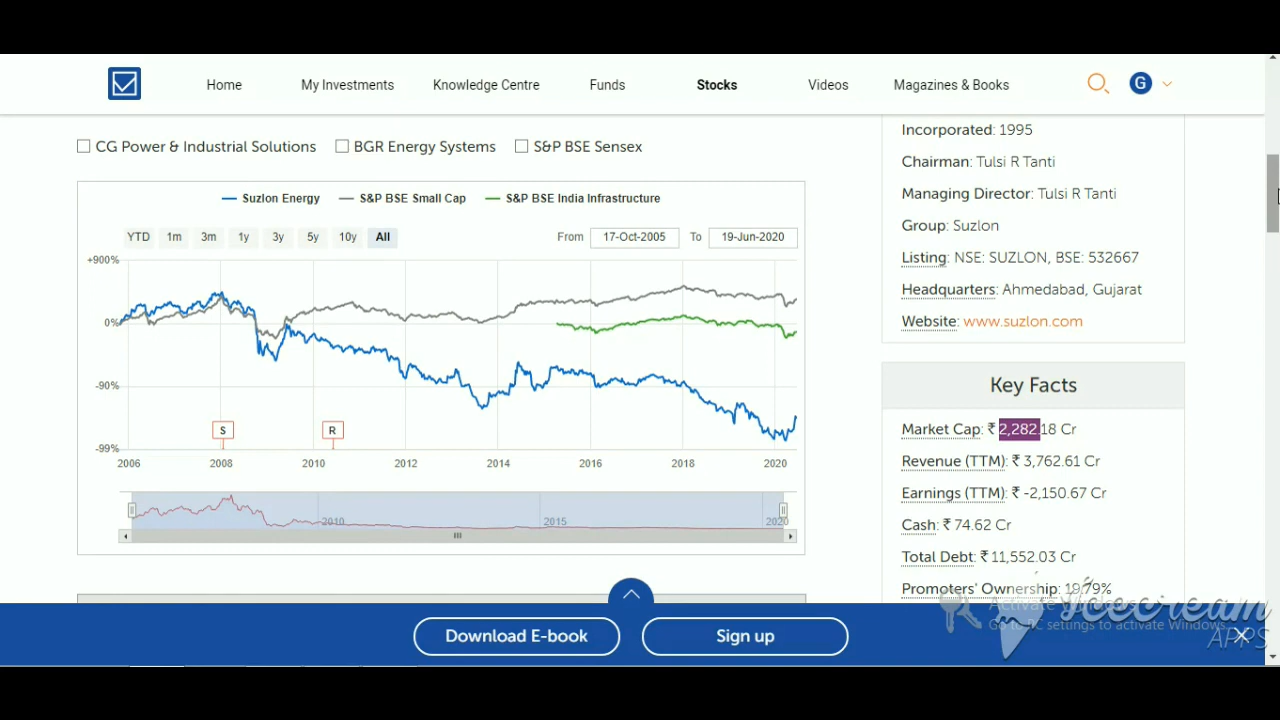 Home My Investments Knowledge Centre Funds Stocks Videos Magazines & Books G
CG Power & Industrial Solutions BGR Energy Systems S&P BSE Sensex
Suzlon Energy S&P BSE Small Cap S&P BSE India Infrastructure
YTD 1m 3m 1y 3y 5y 10y All From 17-Oct-2005 To 19-Jun-2020
+900%
0%
-90%
-99%
S R
2006 2008 2010 2012 2014 2016 2018 2020
2010 2015 2020
Incorporated: 1995
Chairman: Tulsi R Tanti
Managing Director: Tulsi R Tanti
Group: Suzlon
Listing: NSE: SUZLON, BSE: 532667
Headquarters: Ahmedabad, Gujarat
Website: www.suzlon.com
Key Facts
Market Cap: ₹ 2,282.18 Cr
Revenue (TTM): ₹ 3,762.61 Cr
Earnings (TTM): ₹ -2,150.67 Cr
Cash: ₹ 74.62 Cr
Total Debt: ₹ 11,552.03 Cr
Promoters' Ownership: 19.79%
Activate Windows
Go to PC settings to activate Windows.
Icecream
APPS
Download E-book Sign up